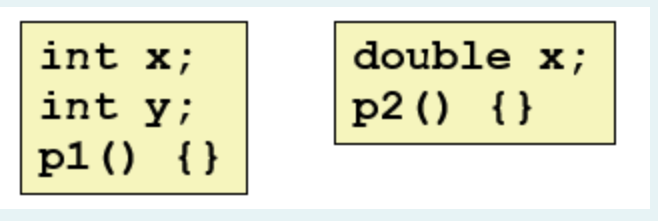 int x;
int y;
p1() {}
double x;
p2() {}